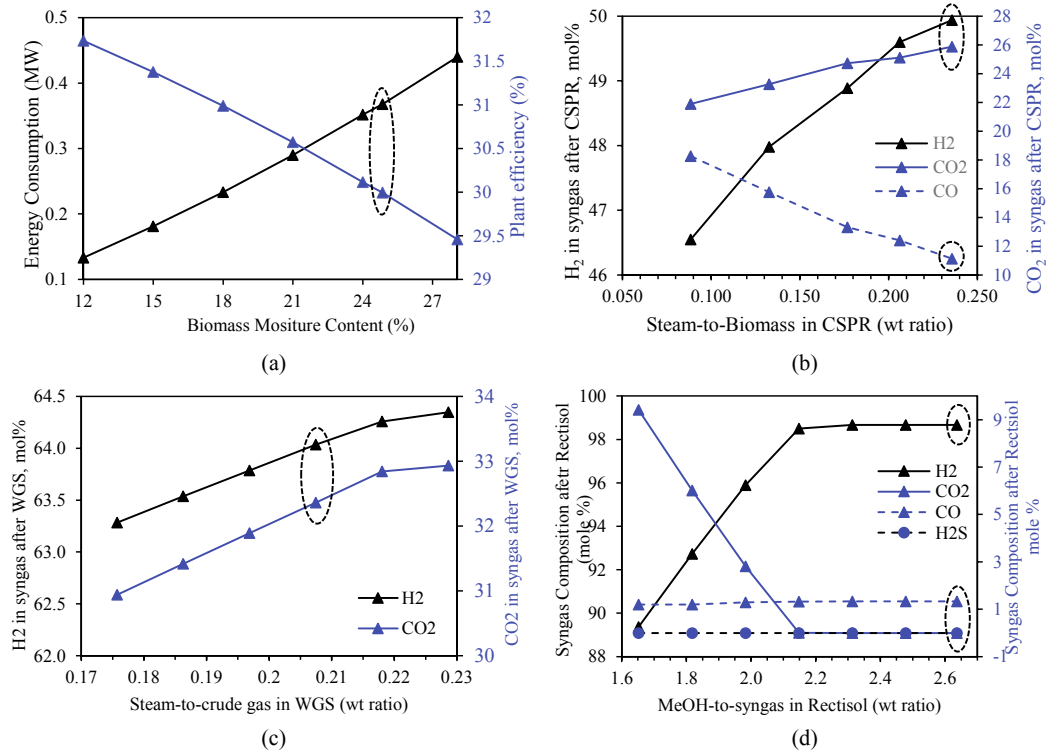 0.5
0.4
0.3
0.2
0.1
Energy Consumption (MW)
32
31.5
31
30.5
30
29.5
29
Plant efficiency (%)
12 15 18 21 24 27
Biomass Mositure Content (%)
(a)
50
49
48
47
46
H2 in syngas after CSPR, mol%
28
26
24
22
20
18
16
14
12
10
CO2 in syngas after CSPR, mol%
H2
CO2
CO
0.050 0.100 0.150 0.200 0.250
Steam-to-Biomass in CSPR (wt ratio)
(b)
64.5
64.0
63.5
63.0
62.5
62.0
H2 in syngas after WGS, mol%
34
33
32
31
30
CO2 in syngas after WGS, mol%
H2
CO2
0.17 0.18 0.19 0.2 0.21 0.22 0.23
Steam-to-crude gas in WGS (wt ratio)
(c)
100
98
96
94
92
90
88
Syngas Composition afetr Rectisol
(mole %)
9
7
5
3
1
-1
Syngas Composition after Rectsiol
mole %
H2
CO2
CO
H2S
1.6 1.8 2.0 2.2 2.4 2.6
MeOH-to-syngas in Rectisol (wt ratio)
(d)